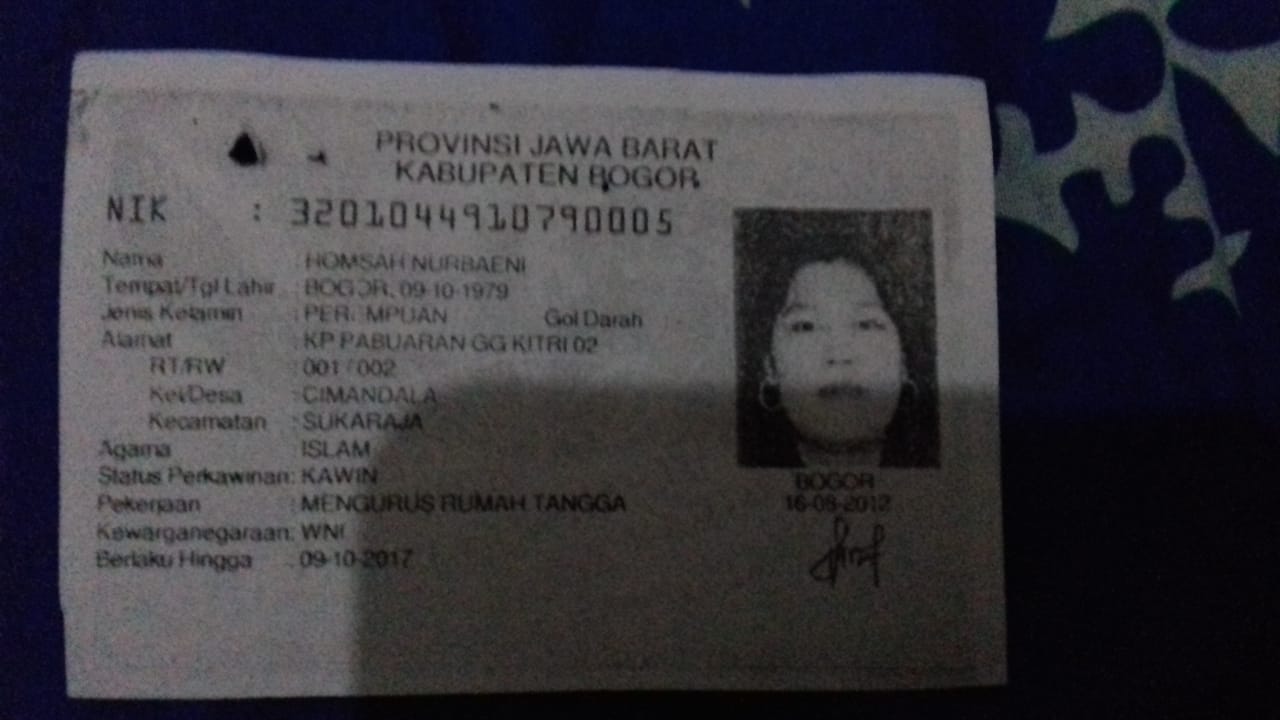 PROVINSI JAWA BARAT
KABUPATEN BOGOR
NIK : 3201044910790005
Nama : HOMSAH NURBAENI
Tempat/Tgl Lahir : BOGOR, 09-10-1979
Jenis Kelamin : PEREMPUAN Gol Darah : -
Alamat : KP PABUARAN GG KITRI 02
RT/RW : 001 / 002
Kel/Desa : CIMANDALA
Kecamatan : SUKARAJA
Agama : ISLAM
Status Perkawinan: KAWIN
Pekerjaan : MENGURUS RUMAH TANGGA
Kewarganegaraan: WNI
Berlaku Hingga : 09-10-2017
BOGOR
16-08-2012